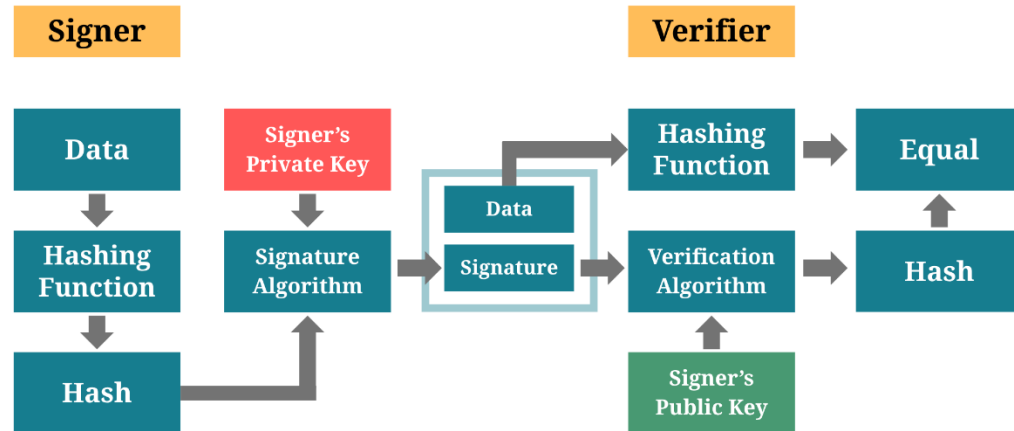 Signer
Verifier
Data
Signer’s
Private Key
Hashing
Function
Equal
Data
Hashing
Function
Signature
Algorithm
Signature
Verification
Algorithm
Hash
Hash
Signer’s
Public Key